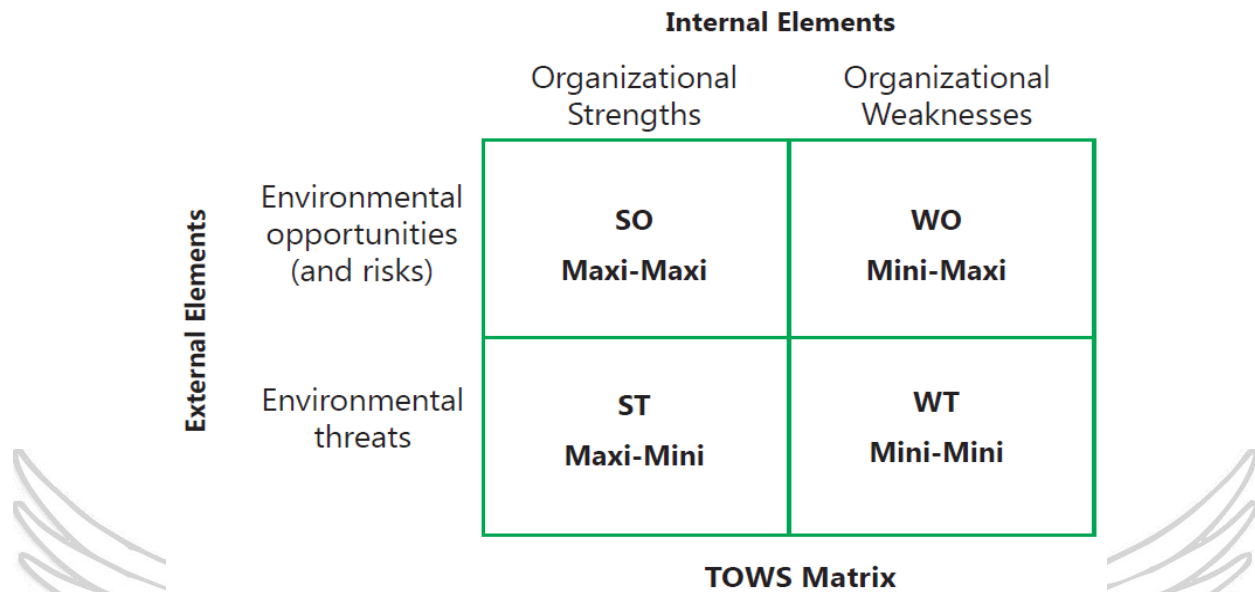 Internal Elements
Organizational
Strengths
Organizational
Weaknesses
External Elements
Environmental
opportunities
(and risks)
SO
Maxi-Maxi
WO
Mini-Maxi
Environmental
threats
ST
Maxi-Mini
WT
Mini-Mini
TOWS Matrix